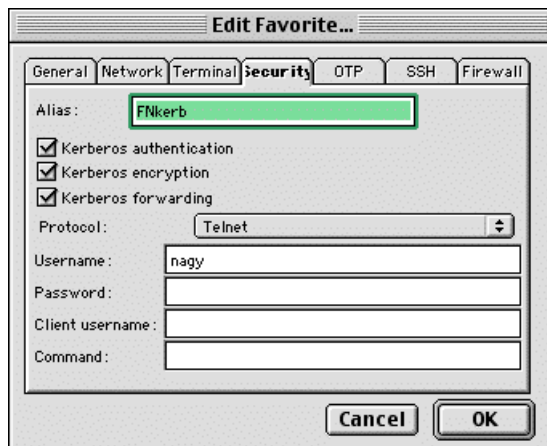 Edit Favorite...
General Network Terminal Security OTP SSH Firewall
Alias: FNkerb
Kerberos authentication
Kerberos encryption
Kerberos forwarding
Protocol: Telnet
Username: nagy
Password:
Client username:
Command:
Cancel OK